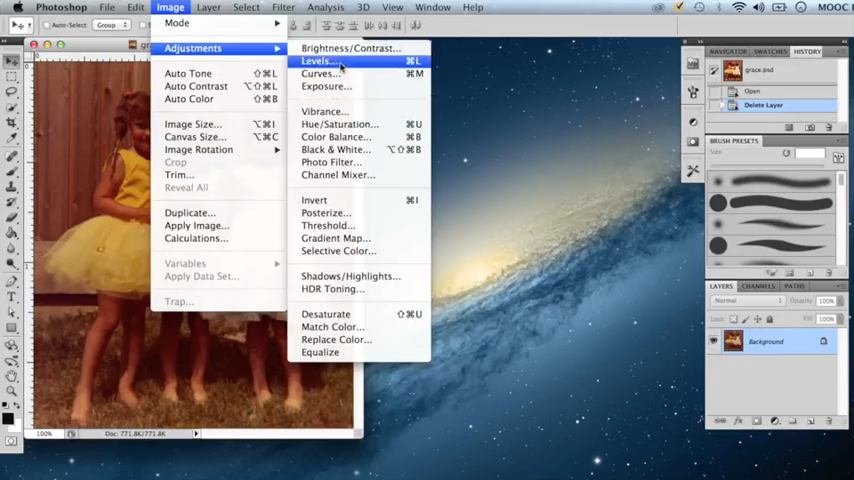 Photoshop File Edit Image Layer Select Filter Analysis 3D View Window Help MOOC
Auto-Select: Group
Mode
Adjustments
Auto Tone ⇧⌘L
Auto Contrast ⌥⇧⌘L
Auto Color ⇧⌘B
Image Size... ⌥⌘I
Canvas Size... ⌥⌘C
Image Rotation
Crop
Trim...
Reveal All
Duplicate...
Apply Image...
Calculations...
Variables
Apply Data Set...
Trap...
Brightness/Contrast...
Levels... ⌘L
Curves... ⌘M
Exposure...
Vibrance...
Hue/Saturation... ⌘U
Color Balance... ⌘B
Black & White... ⌥⇧⌘B
Photo Filter...
Channel Mixer...
Invert ⌘I
Posterize...
Threshold...
Gradient Map...
Selective Color...
Shadows/Highlights...
HDR Toning...
Desaturate ⇧⌘U
Match Color...
Replace Color...
Equalize
100% Doc: 771.8K/771.8K
NAVIGATOR SWATCHES HISTORY
grace.psd
Open
Delete Layer
BRUSH PRESETS
Size
LAYERS CHANNELS PATHS
Normal Opacity: 100%
Lock: Fill: 100%
Background